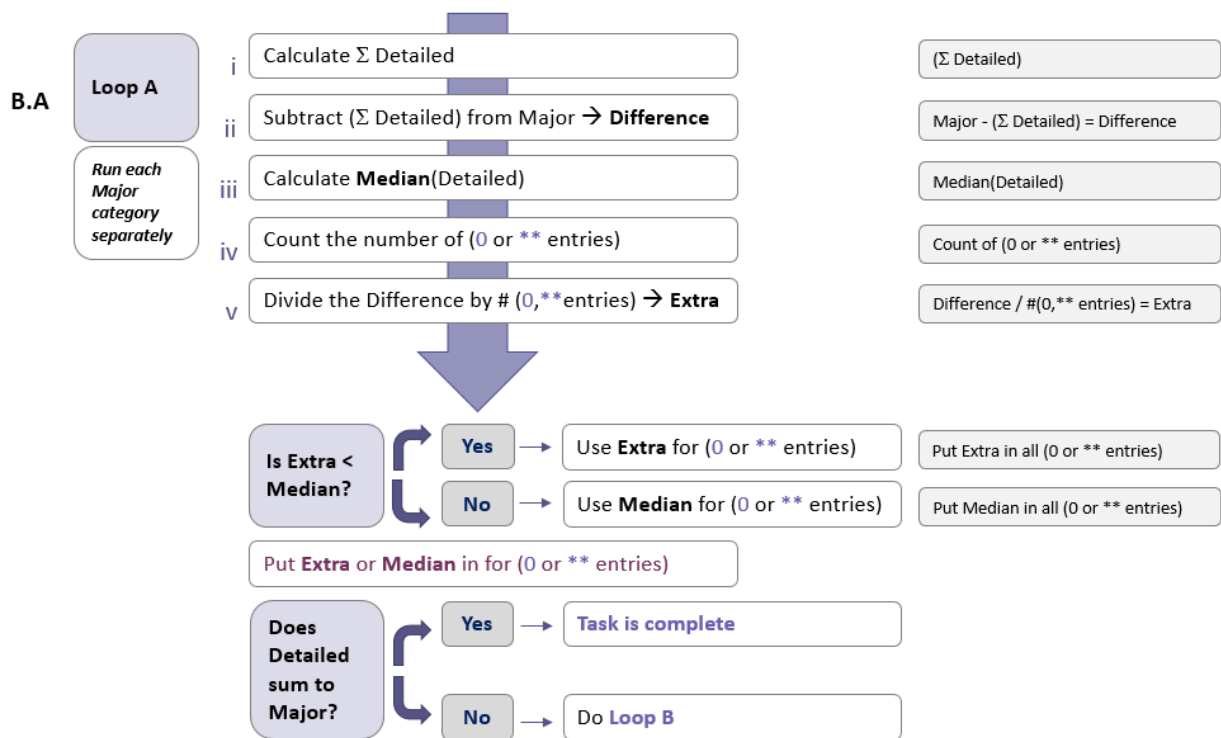 B.A
Loop A
Run each
Major
category
separately
i
Calculate Σ Detailed
(Σ Detailed)
ii
Subtract (Σ Detailed) from Major → Difference
Major - (Σ Detailed) = Difference
iii
Calculate Median(Detailed)
Median(Detailed)
iv
Count the number of (0 or ** entries)
Count of (0 or ** entries)
v
Divide the Difference by # (0,**entries) → Extra
Difference / #(0,** entries) = Extra
Is Extra <
Median?
Yes
Use Extra for (0 or ** entries)
Put Extra in all (0 or ** entries)
No
Use Median for (0 or ** entries)
Put Median in all (0 or ** entries)
Put Extra or Median in for (0 or ** entries)
Does
Detailed
sum to
Major?
Yes
Task is complete
No
Do Loop B